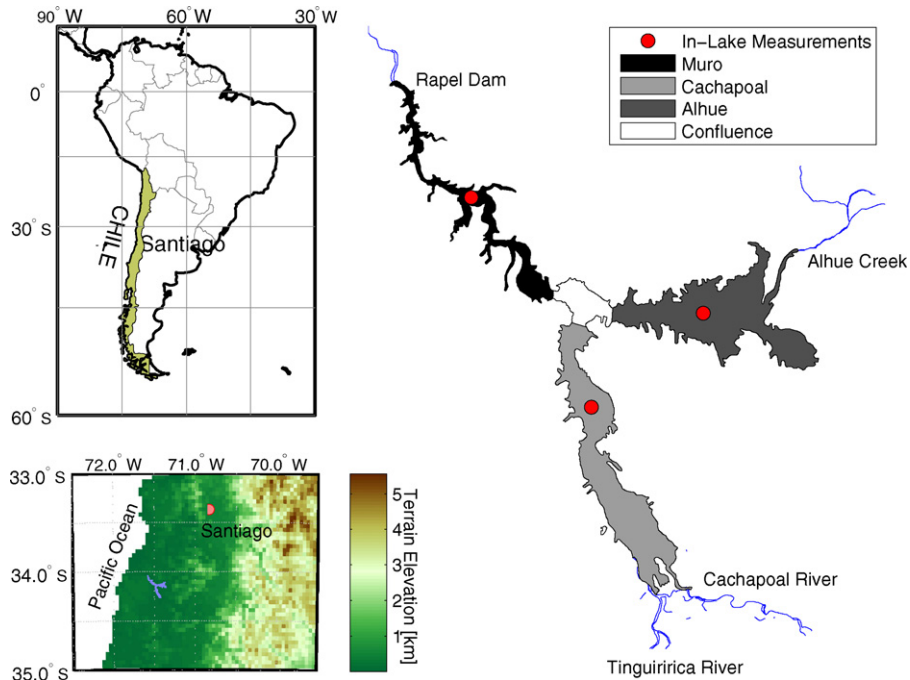 90° W 60° W 30° W
0°
30° S
60° S
CHILE
Santiago
72.0° W 71.0° W 70.0° W
33.0° S
34.0° S
35.0° S
Pacific Ocean
Santiago
5
4
3
2
1
Terrain Elevation [km]
In-Lake Measurements
Muro
Cachapoal
Alhue
Confluence
Rapel Dam
Alhue Creek
Cachapoal River
Tinguiririca River